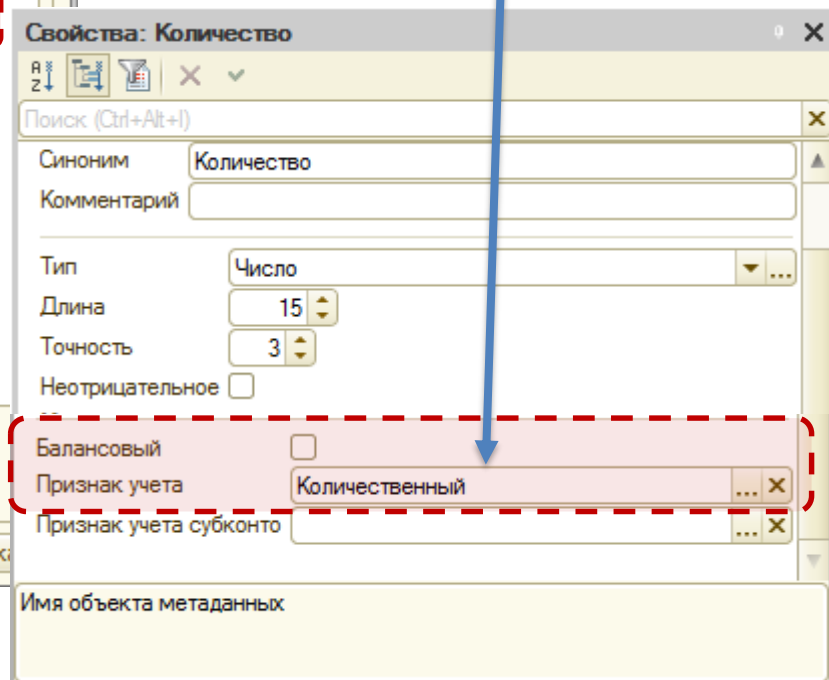 Свойства: Количество
Поиск (Ctrl+Alt+I)
Синоним Количество
Комментарий
Тип Число ...
Длина 15
Точность 3
Неотрицательное
Балансовый
Признак учета Количественный ...
Признак учета субконто ...
Имя объекта метаданных